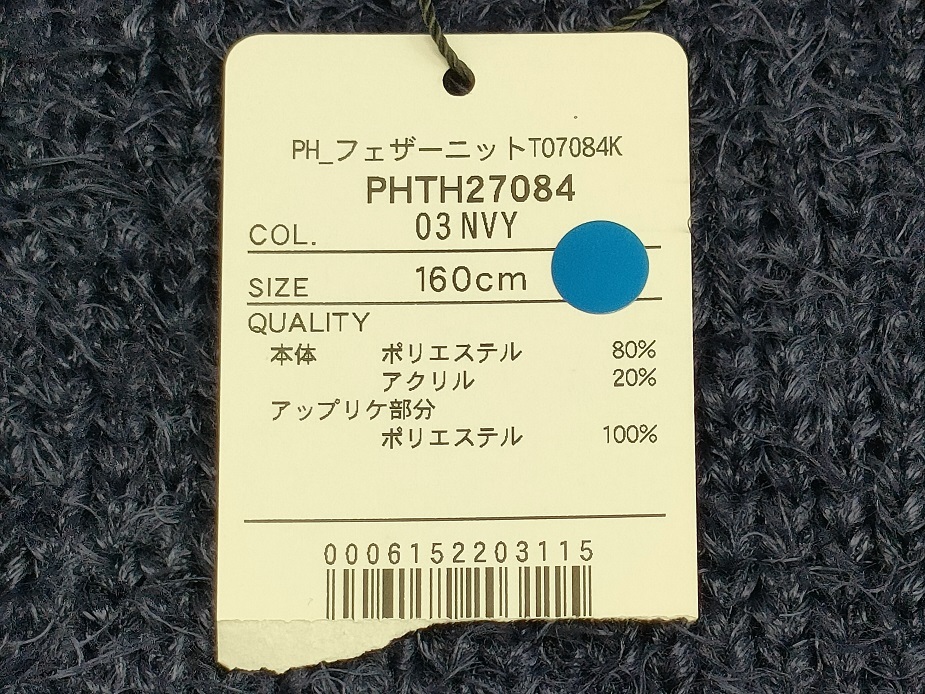 PH_フェザーニットT07084K
PHTH27084
COL. 03 NVY
SIZE 160cm
QUALITY
本体 ポリエステル 80%
アクリル 20%
アップリケ部分
ポリエステル 100%
0006152203115